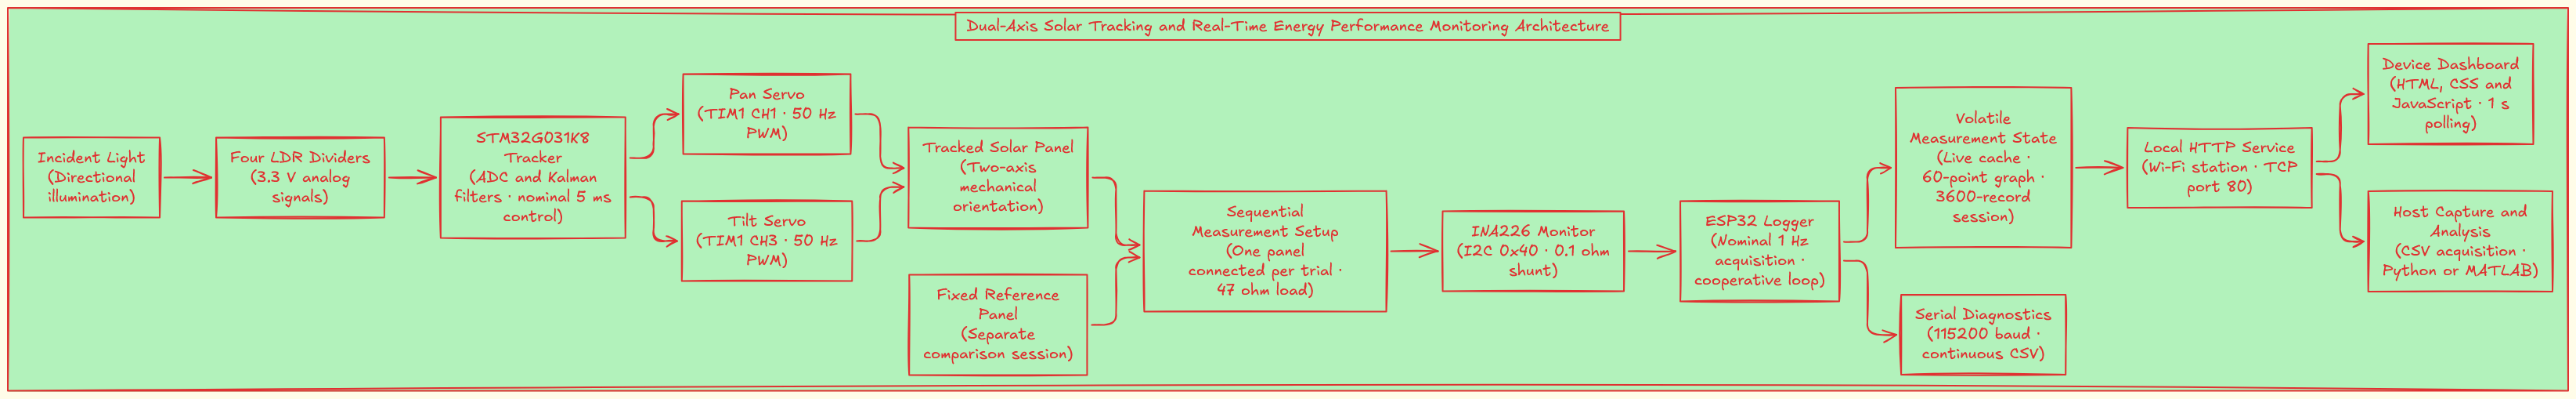 Dual-Axis Solar Tracking and Real-Time Energy Performance Monitoring Architecture
Incident Light
(Directional
illumination)
Four LDR Dividers
(3.3 V analog
signals)
STM32G031K8
Tracker
(ADC and Kalman
filters · nominal 5 ms
control)
Pan Servo
(TIM1 CH1 · 50 Hz
PWM)
Tilt Servo
(TIM1 CH3 · 50 Hz
PWM)
Tracked Solar Panel
(Two-axis
mechanical
orientation)
Fixed Reference
Panel
(Separate
comparison session)
Sequential
Measurement Setup
(One panel
connected per trial ·
47 ohm load)
INA226 Monitor
(I2C 0x40 · 0.1 ohm
shunt)
ESP32 Logger
(Nominal 1 Hz
acquisition ·
cooperative loop)
Volatile
Measurement State
(Live cache ·
60-point graph ·
3600-record
session)
Serial Diagnostics
(115200 baud ·
continuous CSV)
Local HTTP Service
(Wi-Fi station · TCP
port 80)
Device Dashboard
(HTML, CSS and
JavaScript · 1 s
polling)
Host Capture and
Analysis
(CSV acquisition ·
Python or MATLAB)